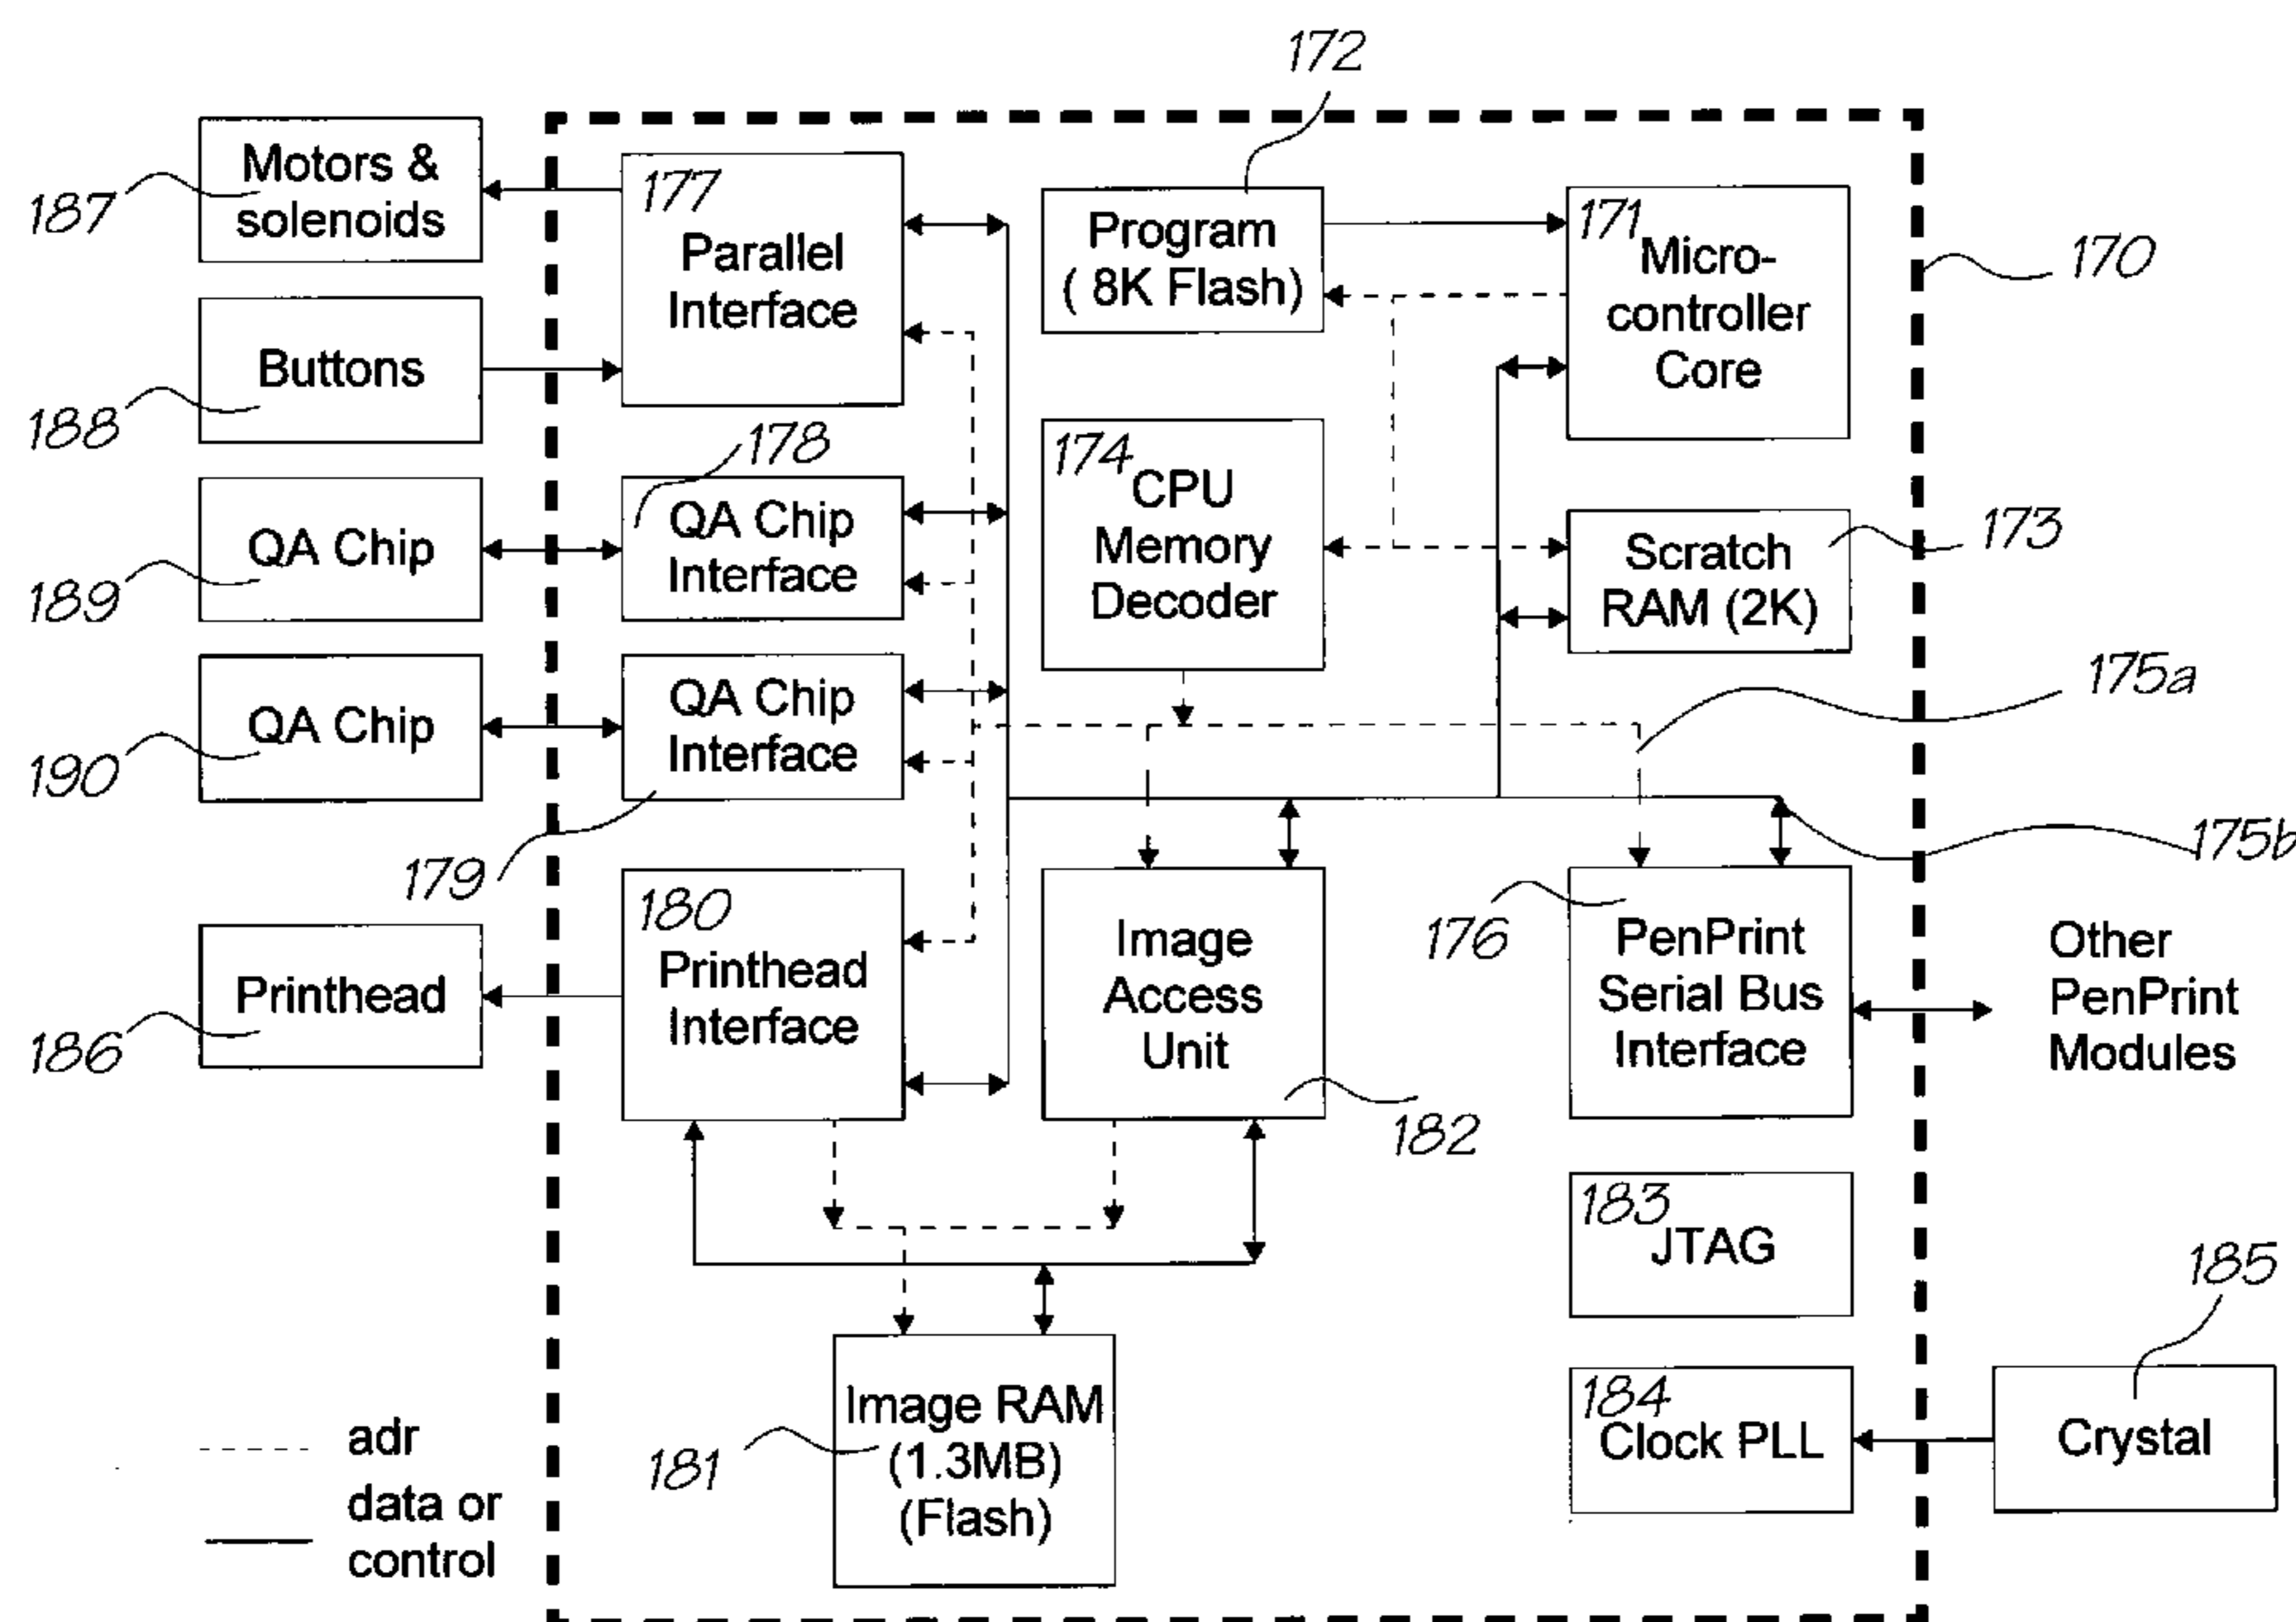 172
Motors &
solenoids
187
177
Parallel
Interface
Program
( 8K Flash)
171
Micro-
controller
Core
170
Buttons
188
178
QA Chip
189
QA Chip
Interface
174
CPU
Memory
Decoder
Scratch
RAM (2K)
173
175a
QA Chip
190
QA Chip
Interface
179
175b
180
Printhead
Interface
Printhead
186
Image
Access
Unit
182
176
PenPrint
Serial Bus
Interface
Other
PenPrint
Modules
183
JTAG
185
184
Clock PLL
Crystal
Image RAM
(1.3MB)
(Flash)
181
adr
data or
control